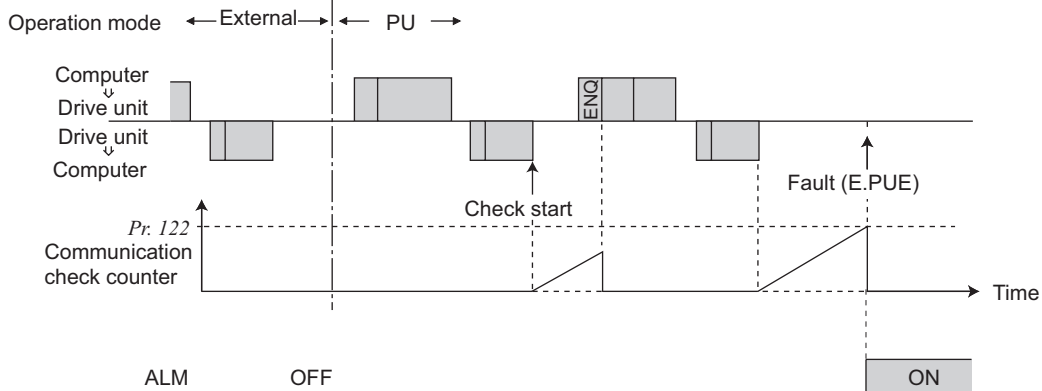 Operation mode
External
PU
Computer
Drive unit
Drive unit
Computer
ENQ
Fault (E.PUE)
Check start
Pr. 122
Communication
check counter
Time
ALM
OFF
ON